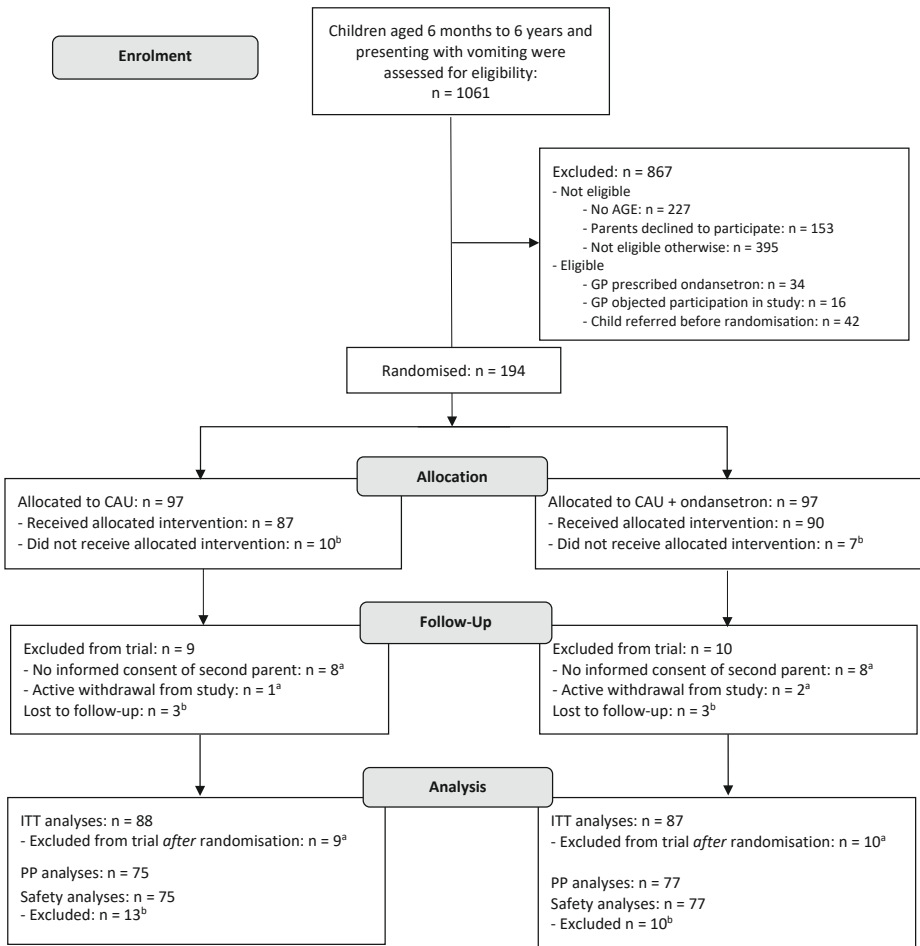 Enrolment
Children aged 6 months to 6 years and
presenting with vomiting were
assessed for eligibility:
n = 1061
Excluded: n = 867
- Not eligible
- No AGE: n = 227
- Parents declined to participate: n = 153
- Not eligible otherwise: n = 395
- Eligible
- GP prescribed ondansetron: n = 34
- GP objected participation in study: n = 16
- Child referred before randomisation: n = 42
Randomised: n = 194
Allocation
Allocated to CAU: n = 97
- Received allocated intervention: n = 87
- Did not receive allocated intervention: n = 10ᵇ
Allocated to CAU + ondansetron: n = 97
- Received allocated intervention: n = 90
- Did not receive allocated intervention: n = 7ᵇ
Follow-Up
Excluded from trial: n = 9
- No informed consent of second parent: n = 8ᵃ
- Active withdrawal from study: n = 1ᵃ
Lost to follow-up: n = 3ᵇ
Excluded from trial: n = 10
- No informed consent of second parent: n = 8ᵃ
- Active withdrawal from study: n = 2ᵃ
Lost to follow-up: n = 3ᵇ
Analysis
ITT analyses: n = 88
- Excluded from trial after randomisation: n = 9ᵃ
PP analyses: n = 75
Safety analyses: n = 75
- Excluded: n = 13ᵇ
ITT analyses: n = 87
- Excluded from trial after randomisation: n = 10ᵃ
PP analyses: n = 77
Safety analyses: n = 77
- Excluded n = 10ᵇ